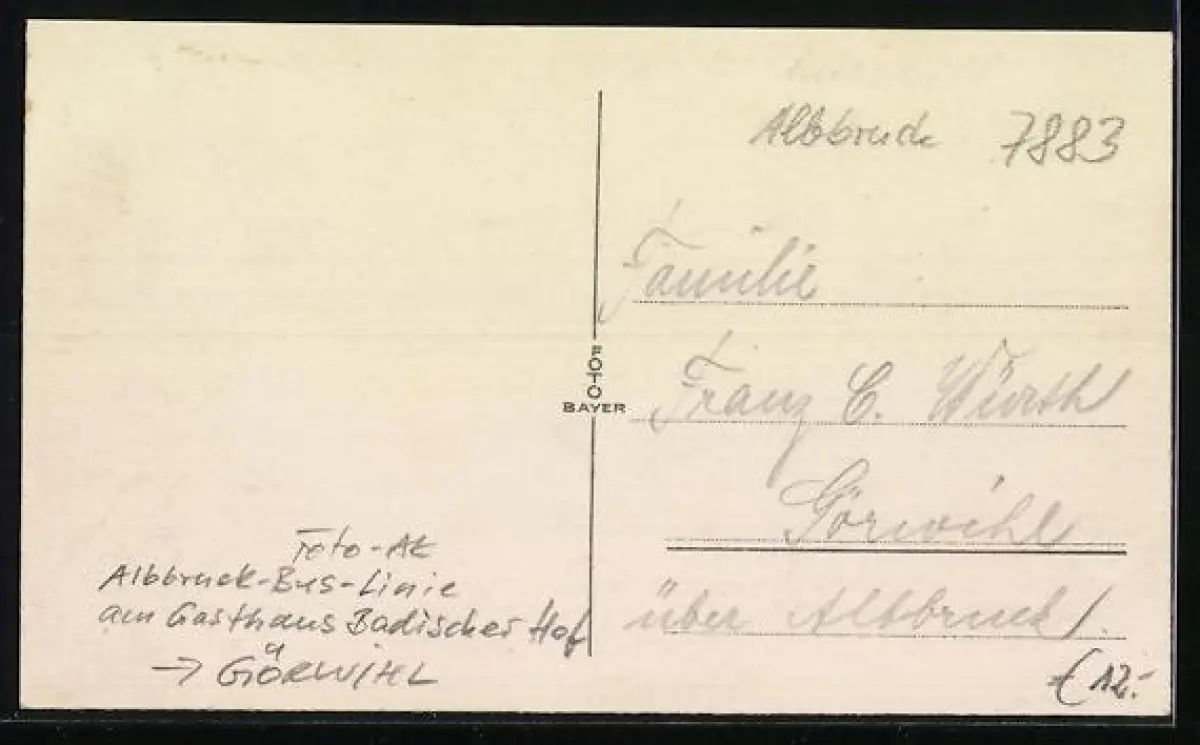 Albbruck 7883
Familie
Franz C. Würth
Görwihl
über Albbruck /.
FOTO
BAYER
Foto-AK
Albbruck-Bus-Linie
am Gasthaus Badischer Hof
→ GÖRWIHL
€ 12.-